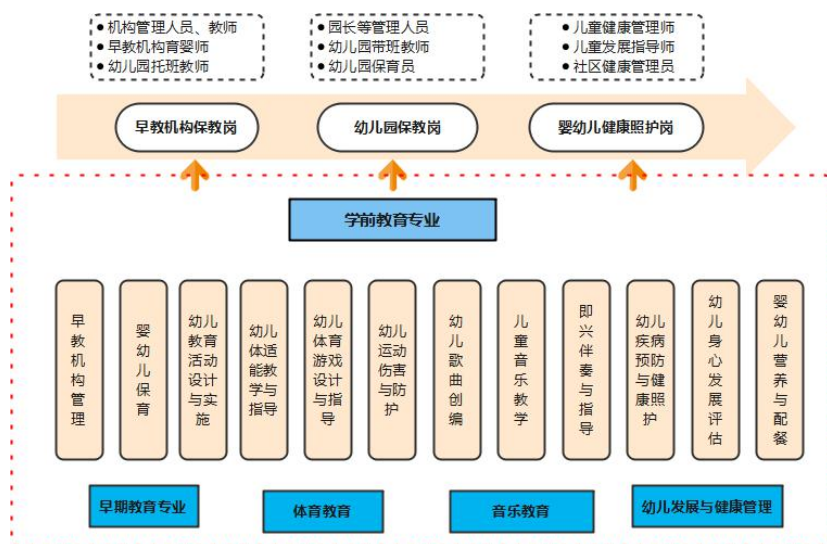 ● 机构管理人员、教师
● 早教机构育婴师
● 幼儿园托班教师
● 园长等管理人员
● 幼儿园带班教师
● 幼儿园保育员
● 儿童健康管理师
● 儿童发展指导师
● 社区健康管理员
早教机构保教岗
幼儿园保教岗
婴幼儿健康照护岗
学前教育专业
早教机构管理
婴幼儿保育
幼儿教育活动设计与实施
幼儿体适能教学与指导
幼儿体育游戏设计与指导
幼儿运动伤害与防护
幼儿歌曲创编
儿童音乐教学
即兴伴奏与指导
幼儿疾病预防与健康照护
幼儿身心发展评估
婴幼儿营养与配餐
早期教育专业
体育教育
音乐教育
幼儿发展与健康管理